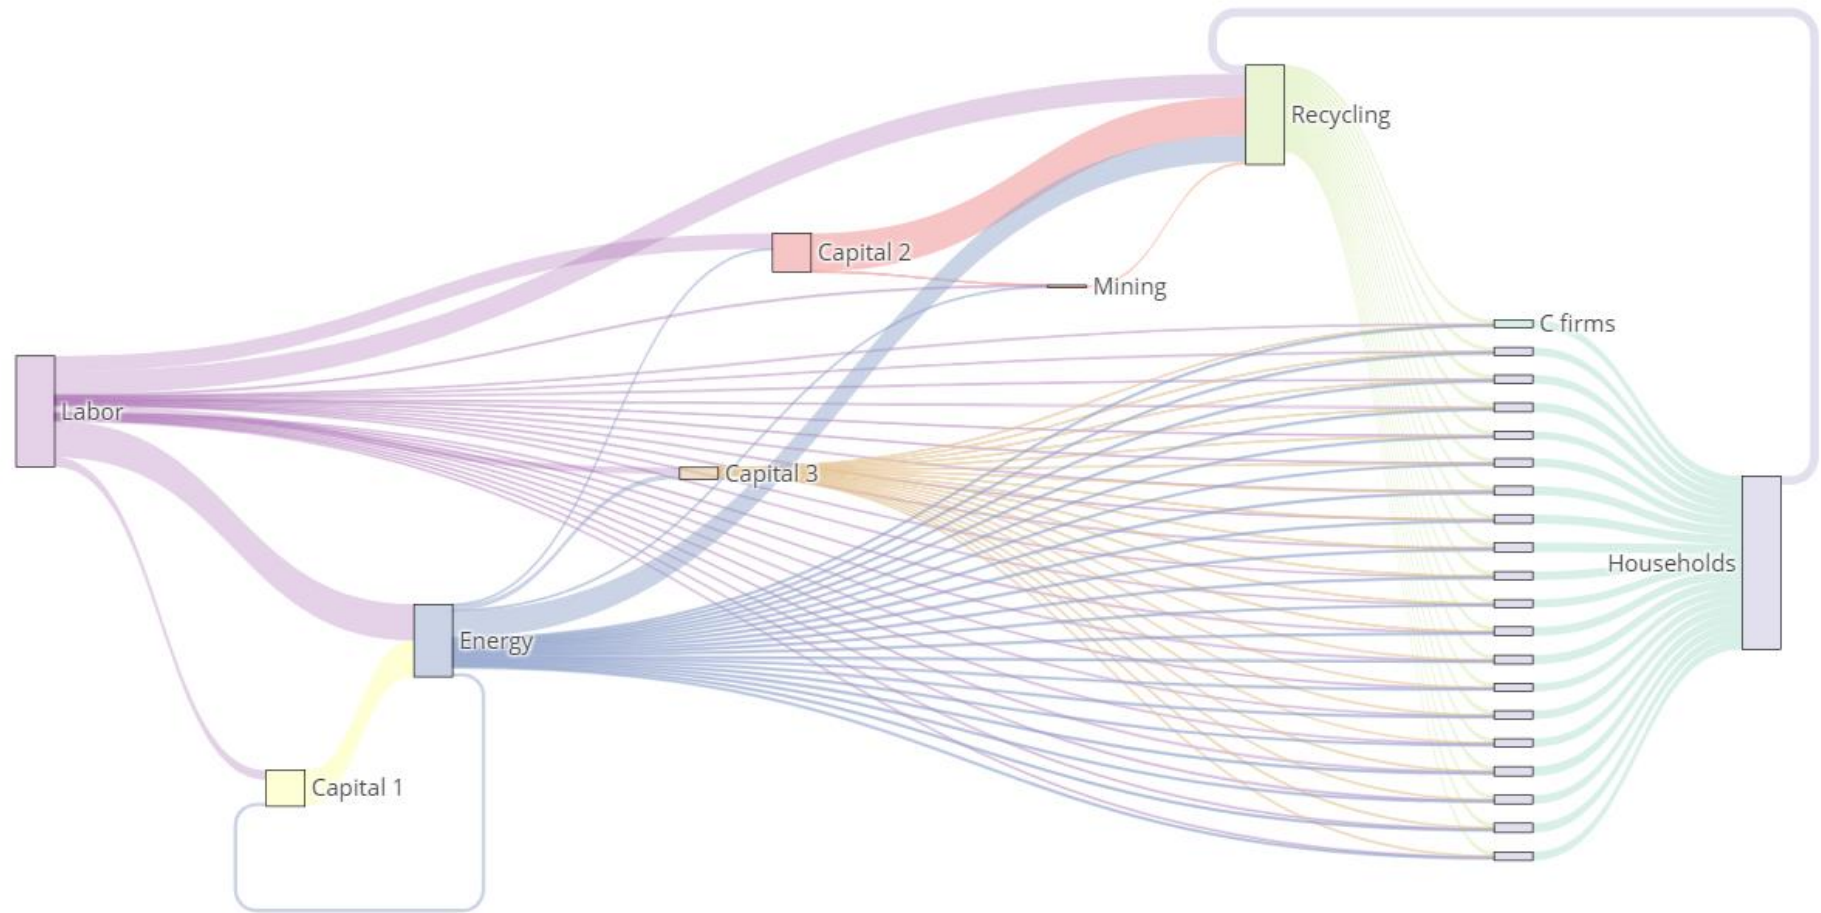 Recycling
Capital 2
Mining
C firms
Labor
Capital 3
Households
Energy
Capital 1